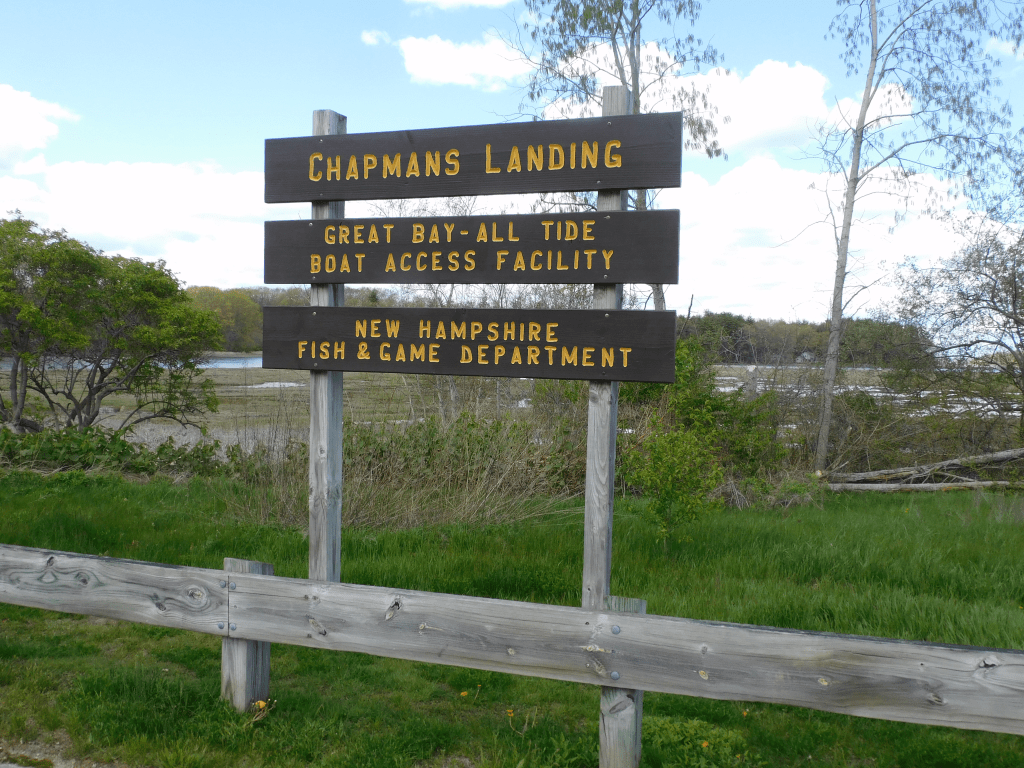 CHAPMANS LANDING
GREAT BAY-ALL TIDE
BOAT ACCESS FACILITY
NEW HAMPSHIRE
FISH & GAME DEPARTMENT